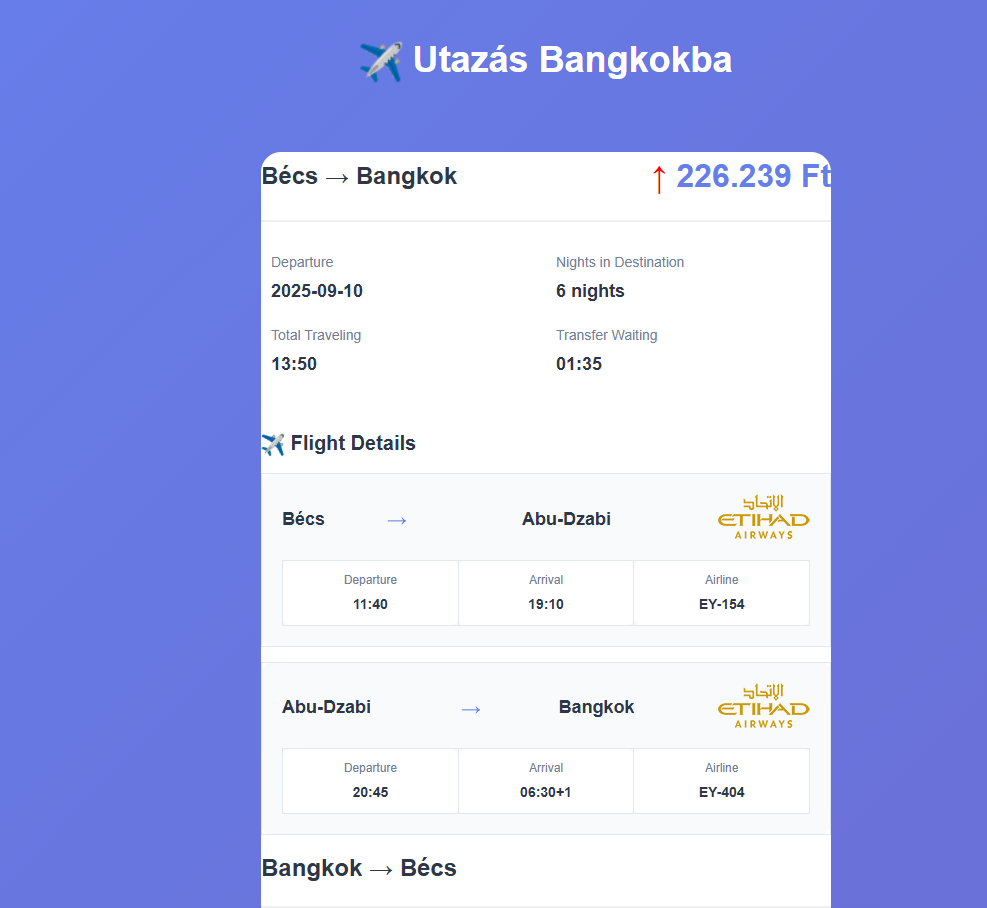 Utazás Bangkokba
Bécs → Bangkok ↑ 226.239 Ft
Departure Nights in Destination
2025-09-10 6 nights
Total Traveling Transfer Waiting
13:50 01:35
Flight Details
Bécs → Abu-Dzabi الإتحاد ETIHAD AIRWAYS
Departure Arrival Airline
11:40 19:10 EY-154
Abu-Dzabi → Bangkok الإتحاد ETIHAD AIRWAYS
Departure Arrival Airline
20:45 06:30+1 EY-404
Bangkok → Bécs